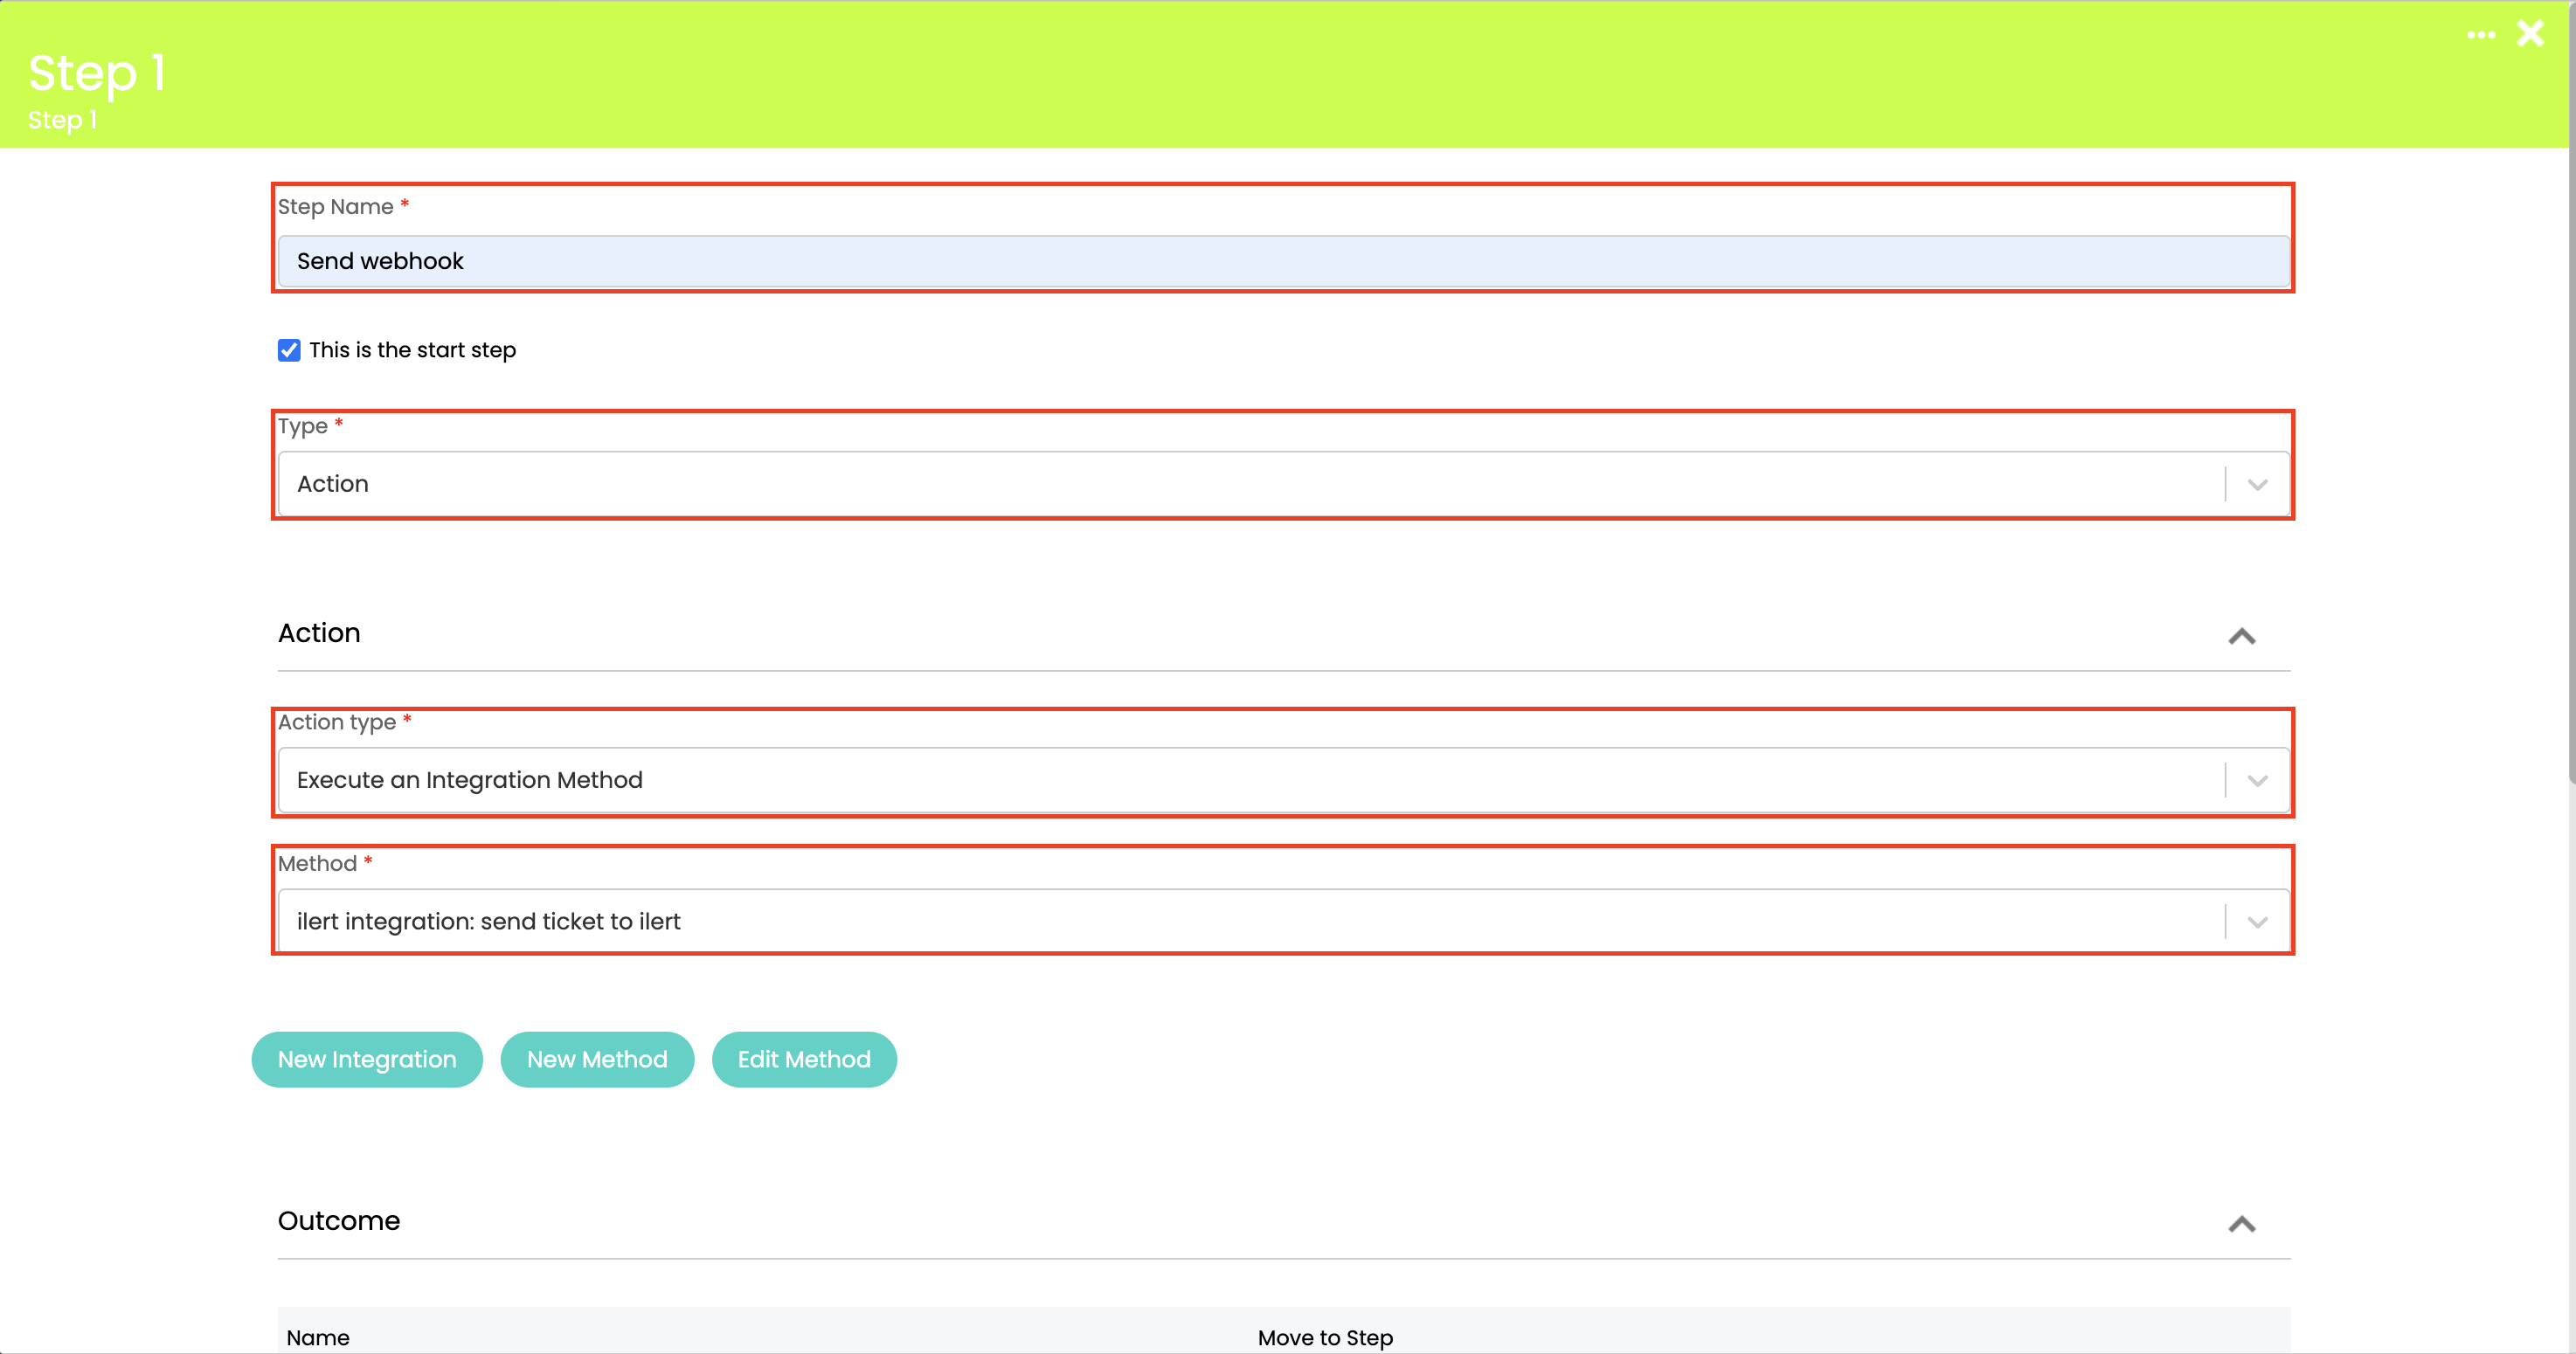 Step 1
Step 1
Step Name *
Send webhook
This is the start step
Type *
Action
Action
Action type *
Execute an Integration Method
Method *
ilert integration: send ticket to ilert
New Integration New Method Edit Method
Outcome
Name Move to Step